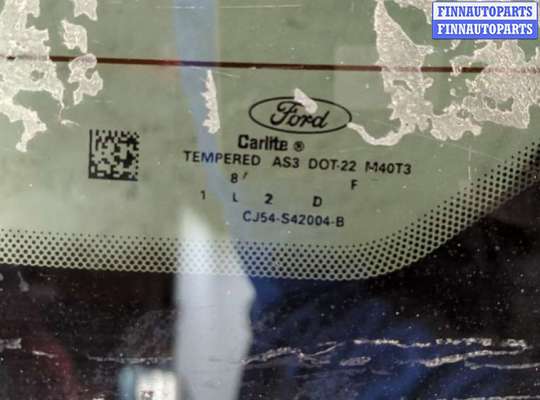 FINNAUTOPARTS
FINNAUTOPARTS
Ford
Carlite ®
TEMPERED AS3 DOT-22 M40T3
8/ F
1 L 2 D
CJ54-S42004-B